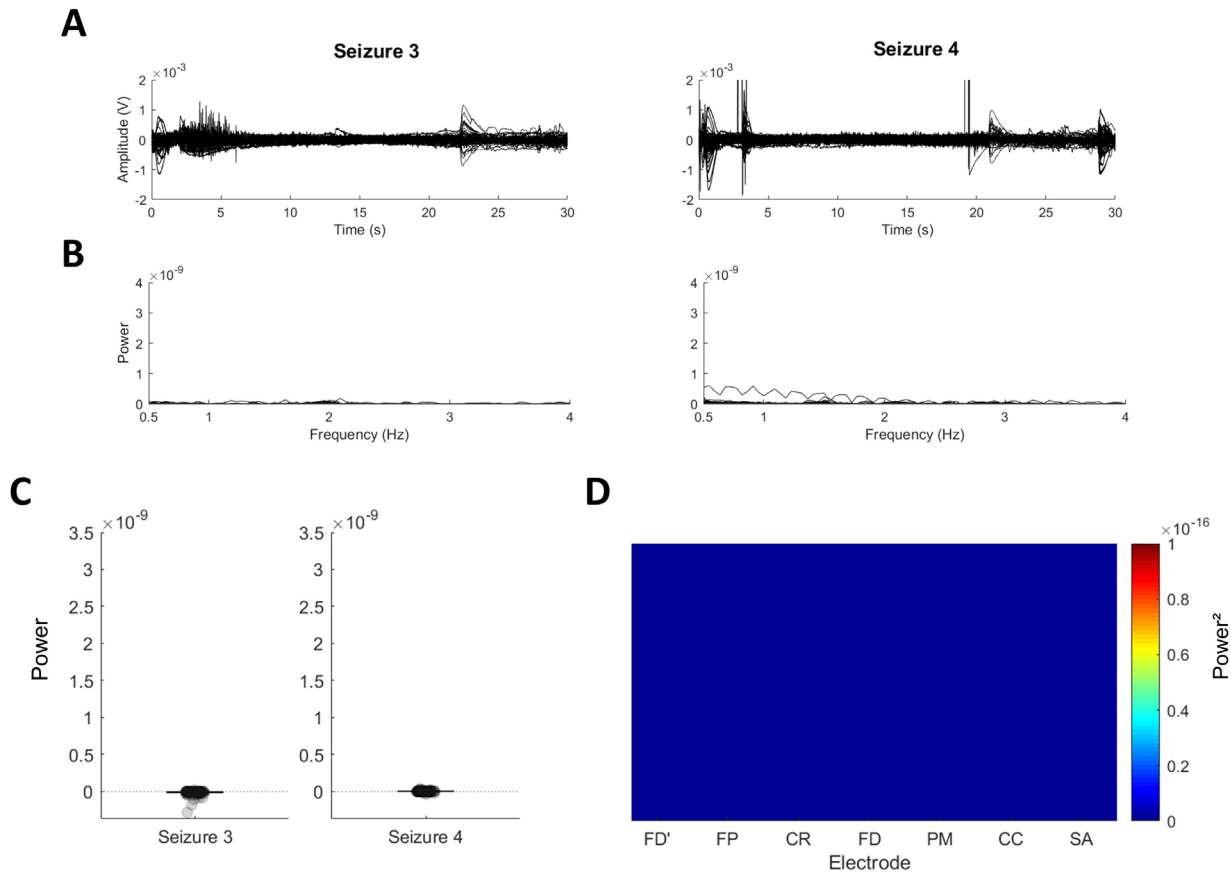 A
Seizure 3
Seizure 4
×10⁻³
2
1
0
-1
-2
Amplitude (V)
0 5 10 15 20 25 30
Time (s)
×10⁻³
2
1
0
-1
-2
0 5 10 15 20 25 30
Time (s)
B
×10⁻⁹
4
3
2
1
0
Power
0.5 1 2 3 4
Frequency (Hz)
×10⁻⁹
4
3
2
1
0
0.5 1 2 3 4
Frequency (Hz)
C
×10⁻⁹
3.5
3
2.5
2
1.5
1
0.5
0
Power
Seizure 3
×10⁻⁹
3.5
3
2.5
2
1.5
1
0.5
0
Seizure 4
D
FD' FP CR FD PM CC SA
Electrode
×10⁻¹⁶
1
0.8
0.6
0.4
0.2
0
Power²